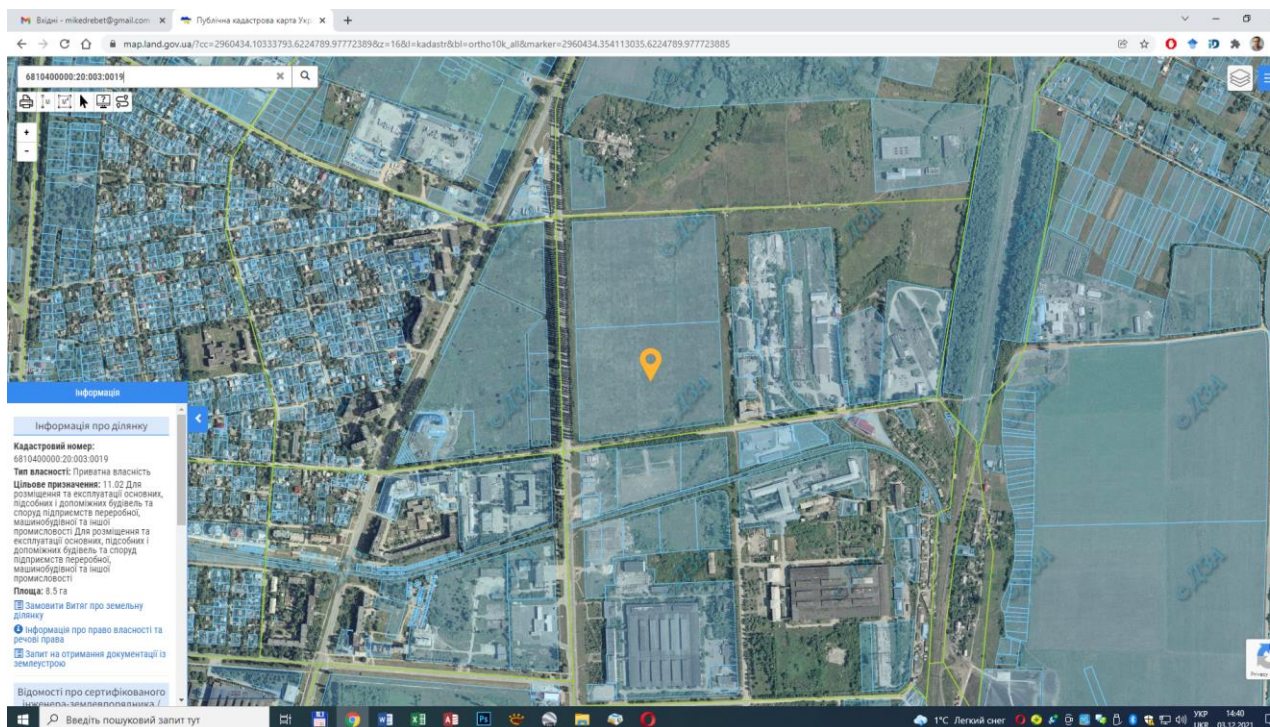 Вхідні - mikedrebet@gmail.com
Публічна кадастрова карта Укр
map.land.gov.ua/?cc=2960434.10333793,6224789.97772389&z=16&l=kadastr&bl=ortho10k_all&marker=2960434.354113035,6224789.977723885
6810400000:20:003:0019
Інформація
Інформація про ділянку
Кадастровий номер:
6810400000:20:003:0019
Тип власності: Приватна власність
Цільове призначення: 11.02 Для
розміщення та експлуатації основних,
підсобних і допоміжних будівель та
споруд підприємств переробної,
машинобудівної та іншої
промисловості Для розміщення та
експлуатації основних, підсобних і
допоміжних будівель та споруд
підприємств переробної,
машинобудівної та іншої
промисловості
Площа: 8.5 га
Замовити Витяг про земельну
ділянку
Інформація про право власності та
речові права
Запит на отримання документації із
землеустрою
Відомості про сертифікованого
інженера-землевпорядника /
Введіть пошуковий запит тут
1°C Легкий снег
УКР
14:40
UKR
03.12.2021